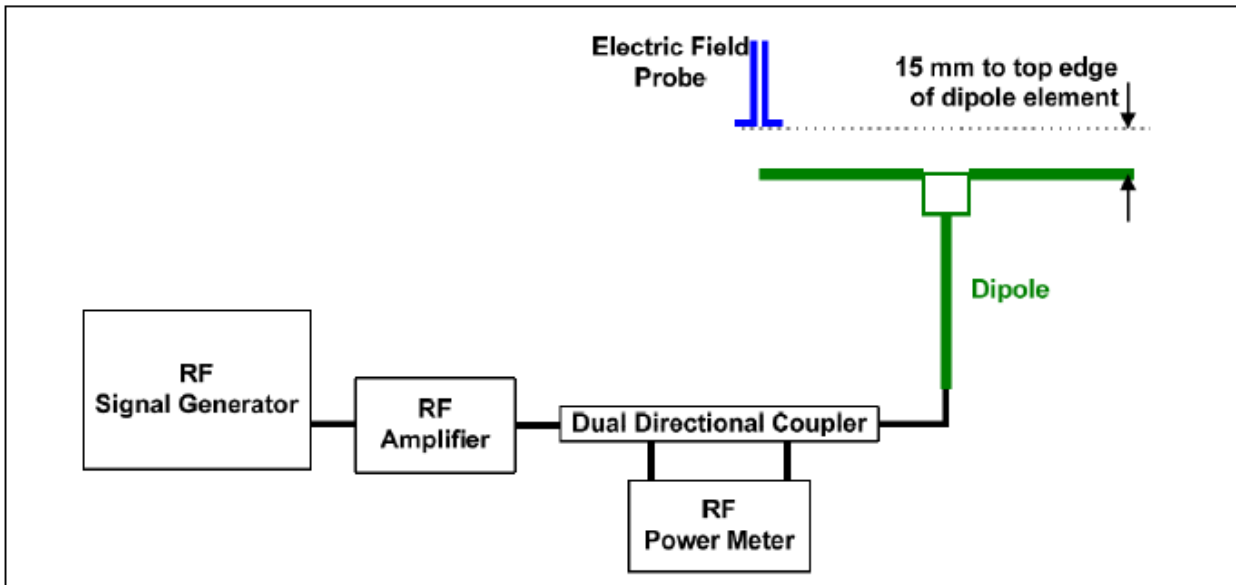 Electric Field
Probe
15 mm to top edge
of dipole element
Dipole
RF
Signal Generator
RF
Amplifier
Dual Directional Coupler
RF
Power Meter